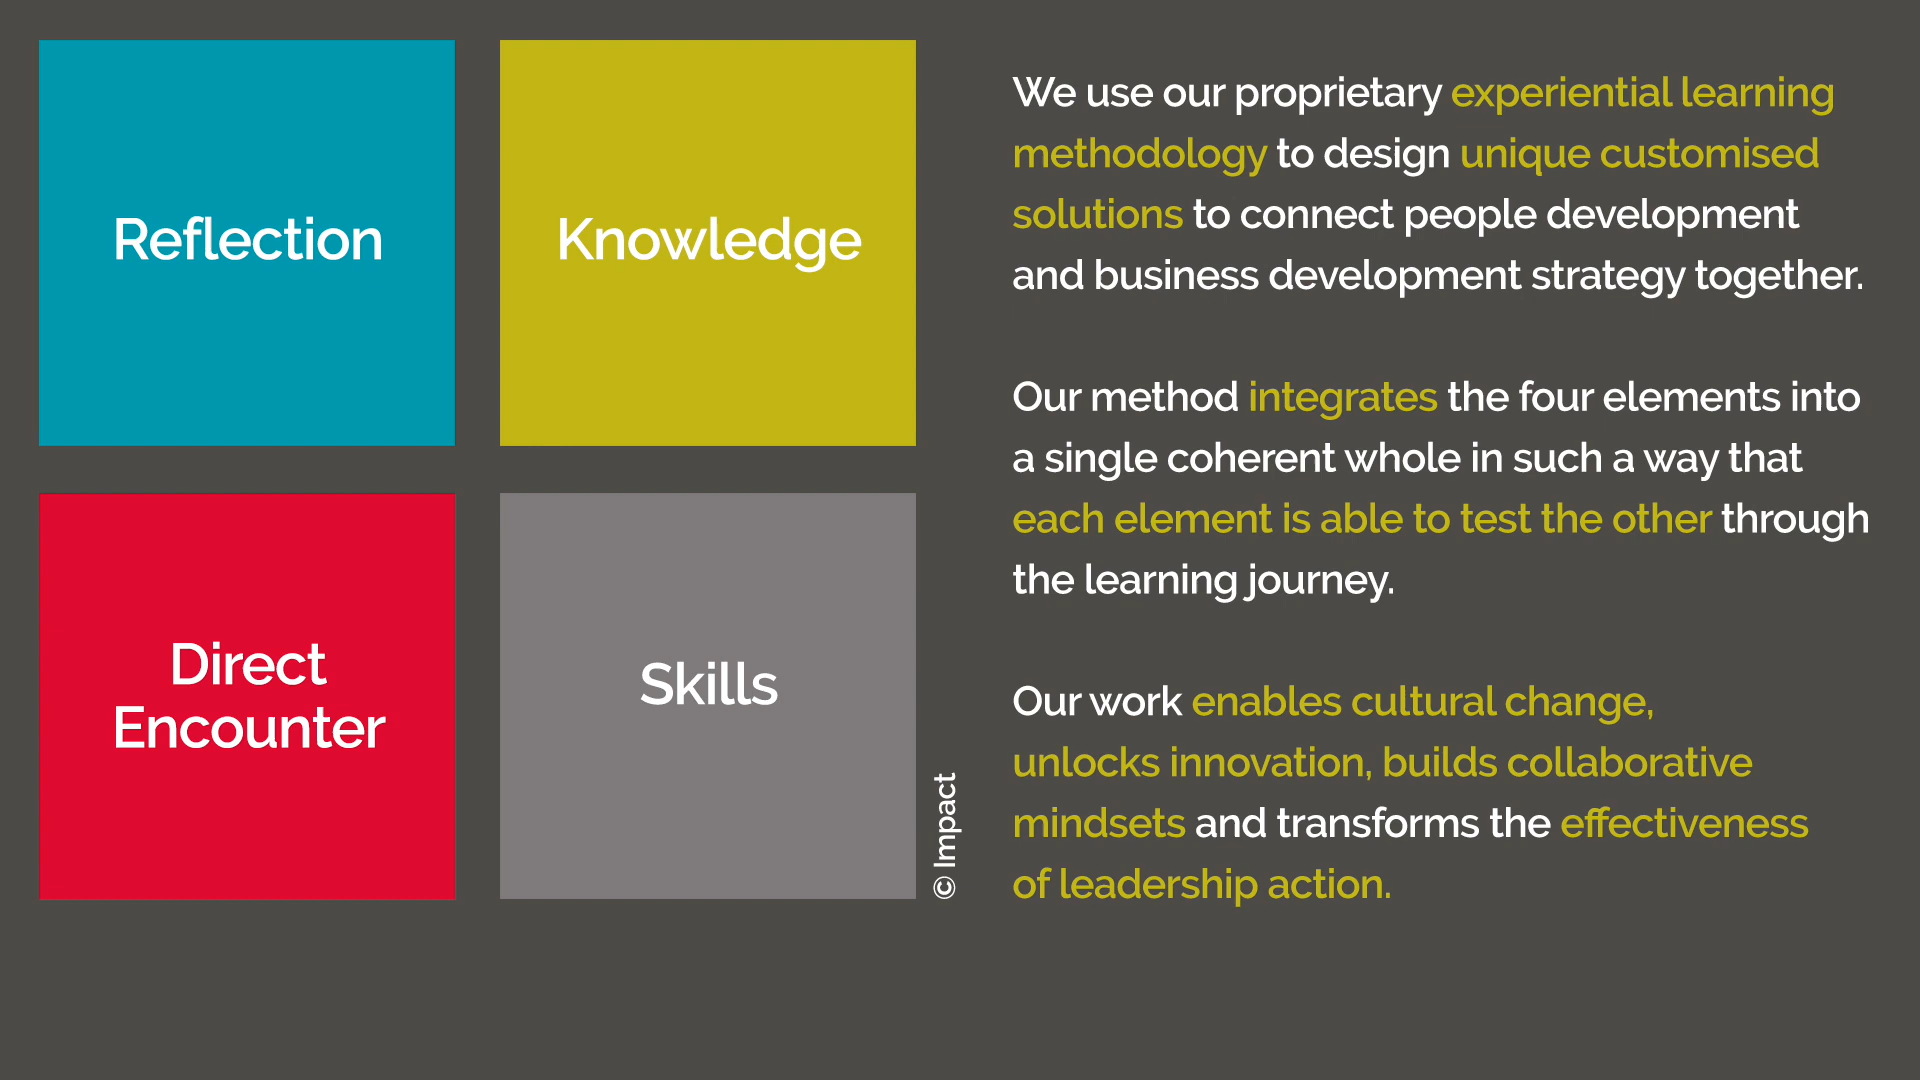 Reflection
Knowledge
Direct
Encounter
Skills
© Impact
We use our proprietary experiential learning
methodology to design unique customised
solutions to connect people development
and business development strategy together.
Our method integrates the four elements into
a single coherent whole in such a way that
each element is able to test the other through
the learning journey.
Our work enables cultural change,
unlocks innovation, builds collaborative
mindsets and transforms the effectiveness
of leadership action.